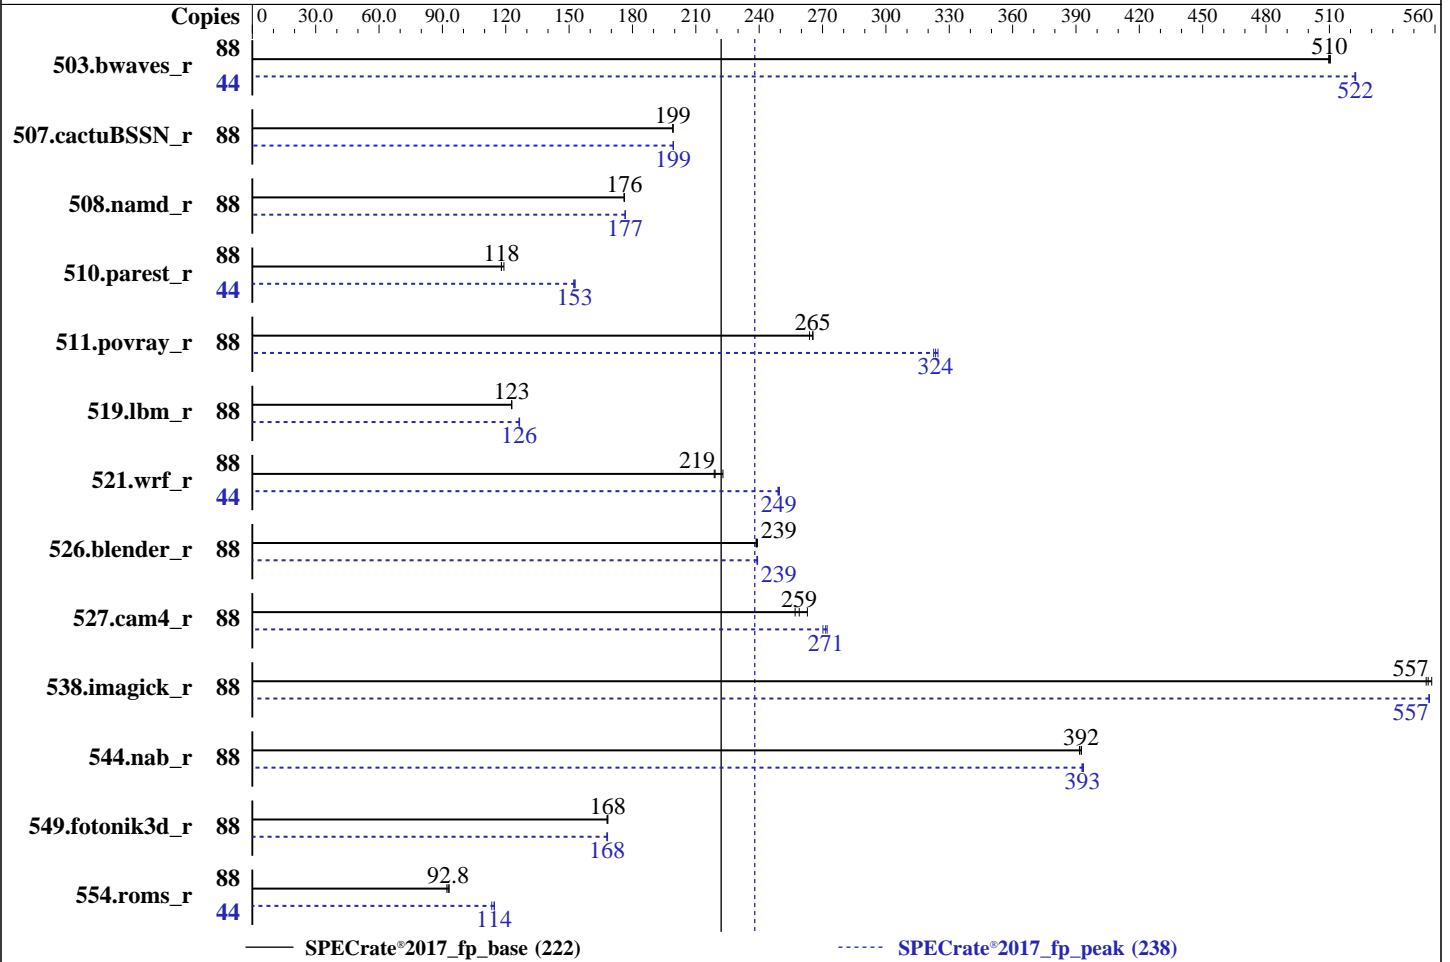 Copies 0 30.0 60.0 90.0 120 150 180 210 240 270 300 330 360 390 420 450 480 510 560
503.bwaves_r 88 510
44 522
507.cactuBSSN_r 88 199
199
508.namd_r 88 176
177
510.parest_r 88 118
44 153
511.povray_r 88 265
324
519.lbm_r 88 123
126
521.wrf_r 88 219
44 249
526.blender_r 88 239
239
527.cam4_r 88 259
271
538.imagick_r 88 557
557
544.nab_r 88 392
393
549.fotonik3d_r 88 168
168
554.roms_r 88 92.8
44 114
SPECrate®2017_fp_base (222) SPECrate®2017_fp_peak (238)